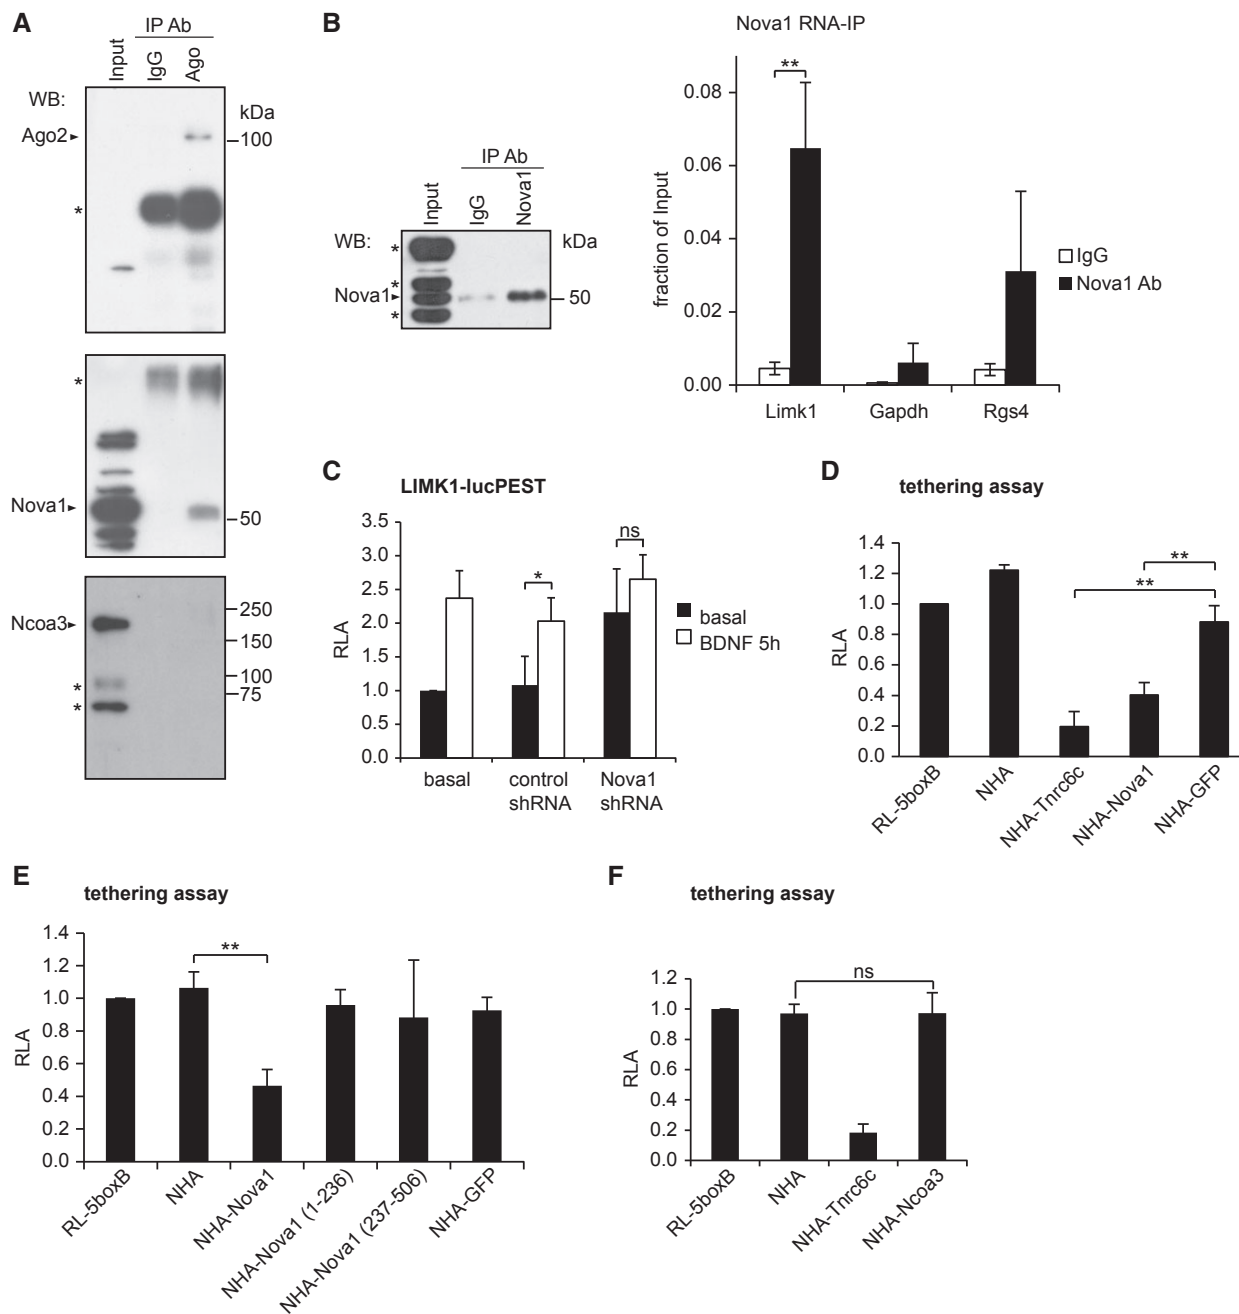 A
IP Ab
Input
IgG
Ago
WB:
kDa
Ago2
100
*
*
Nova1
50
Ncoa3
250
150
100
75
*
*
B
IP Ab
Input
IgG
Nova1
WB:
kDa
*
*
Nova1
50
*
Nova1 RNA-IP
fraction of Input
0.08
0.06
0.04
0.02
0.00
**
Limk1
Gapdh
Rgs4
IgG
Nova1 Ab
C
LIMK1-lucPEST
RLA
3.5
3.0
2.5
2.0
1.5
1.0
0.5
0.0
*
ns
basal
control
shRNA
Nova1
shRNA
basal
BDNF 5h
D
tethering assay
RLA
1.4
1.2
1.0
0.8
0.6
0.4
0.2
0.0
**
**
RL-5boxB
NHA
NHA-Tnrc6c
NHA-Nova1
NHA-GFP
E
tethering assay
RLA
1.4
1.2
1.0
0.8
0.6
0.4
0.2
0.0
**
RL-5boxB
NHA
NHA-Nova1
NHA-Nova1 (1-236)
NHA-Nova1 (237-506)
NHA-GFP
F
tethering assay
RLA
1.2
1.0
0.8
0.6
0.4
0.2
0.0
ns
RL-5boxB
NHA
NHA-Tnrc6c
NHA-Ncoa3